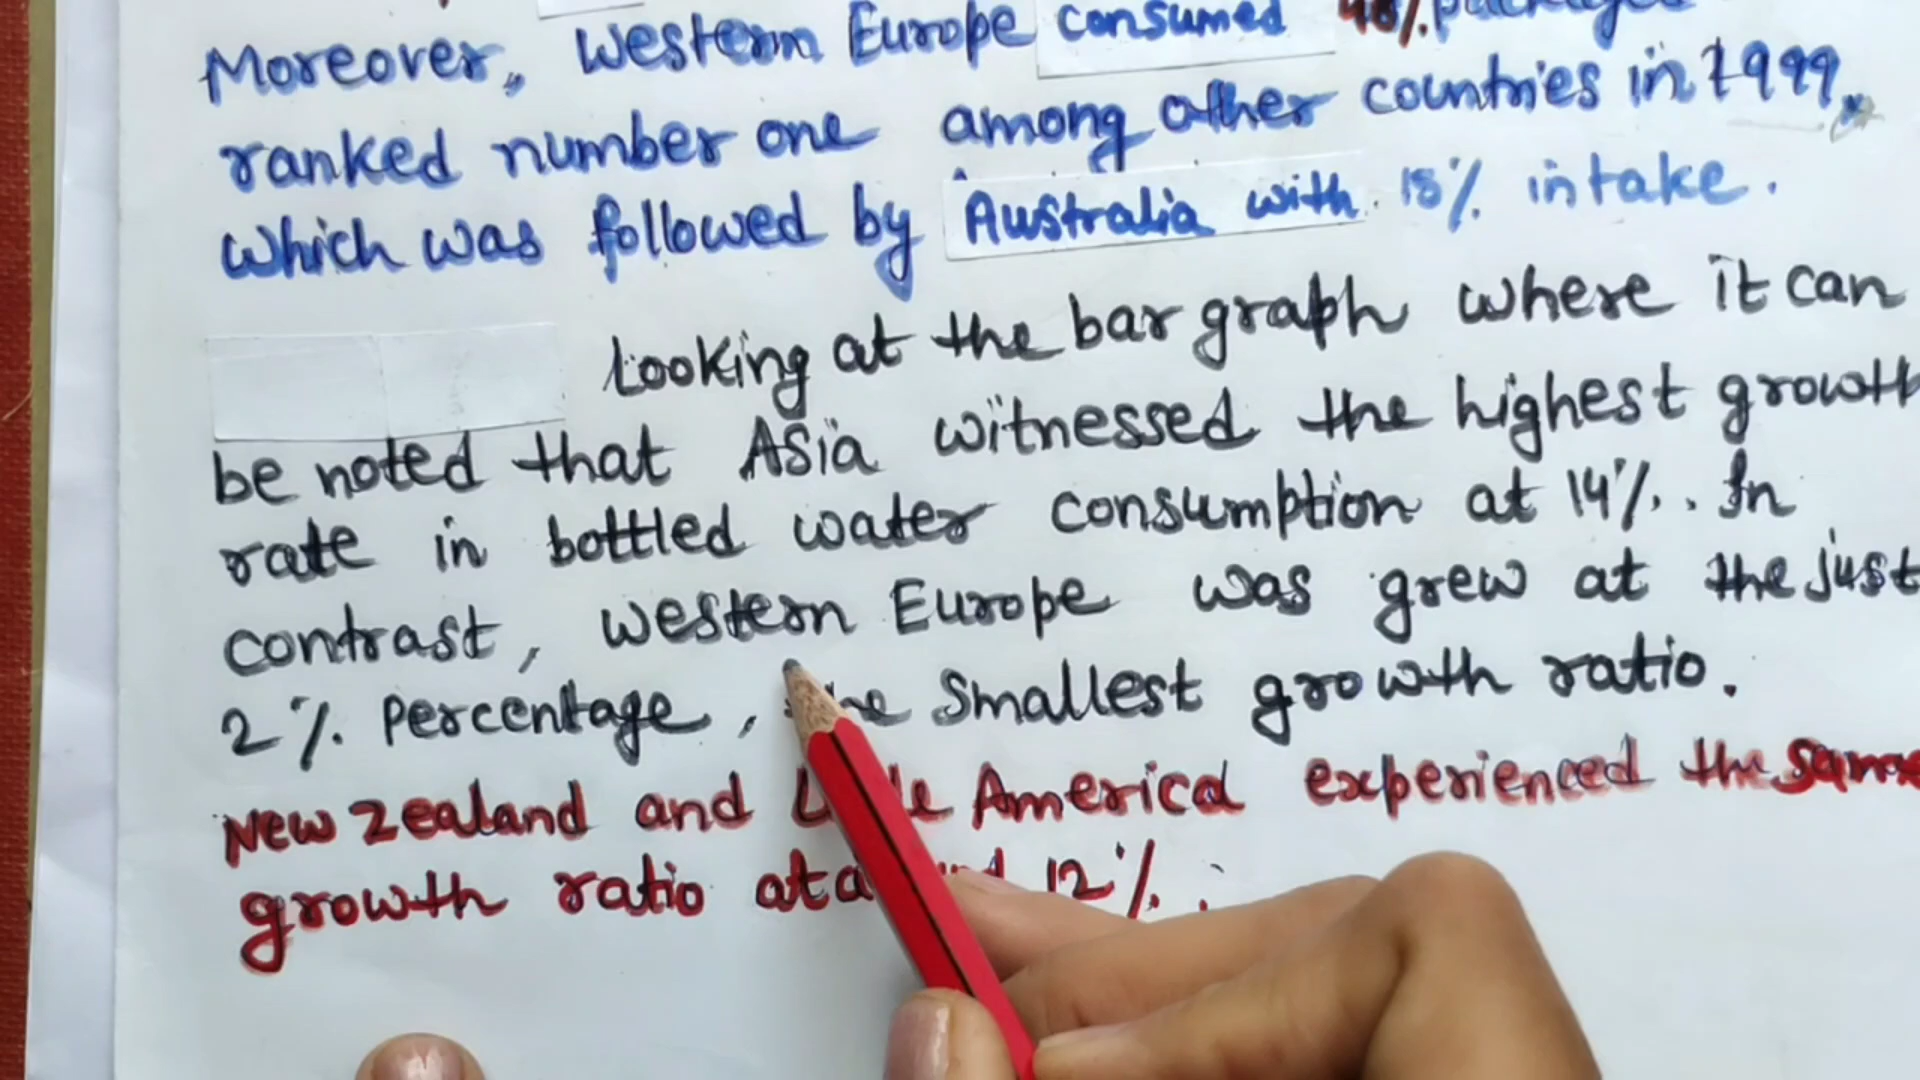 Moreover, Western Europe consumed
ranked number one among other countries in 1999,
which was followed by Australia with 18% intake.
Looking at the bar graph where it can
be noted that Asia witnessed the highest growth
rate in bottled water consumption at 14%. In
contrast, Western Europe was grew at the just
2% Percentage, the smallest growth ratio.
New Zealand and America experienced the same
growth ratio at 12%.